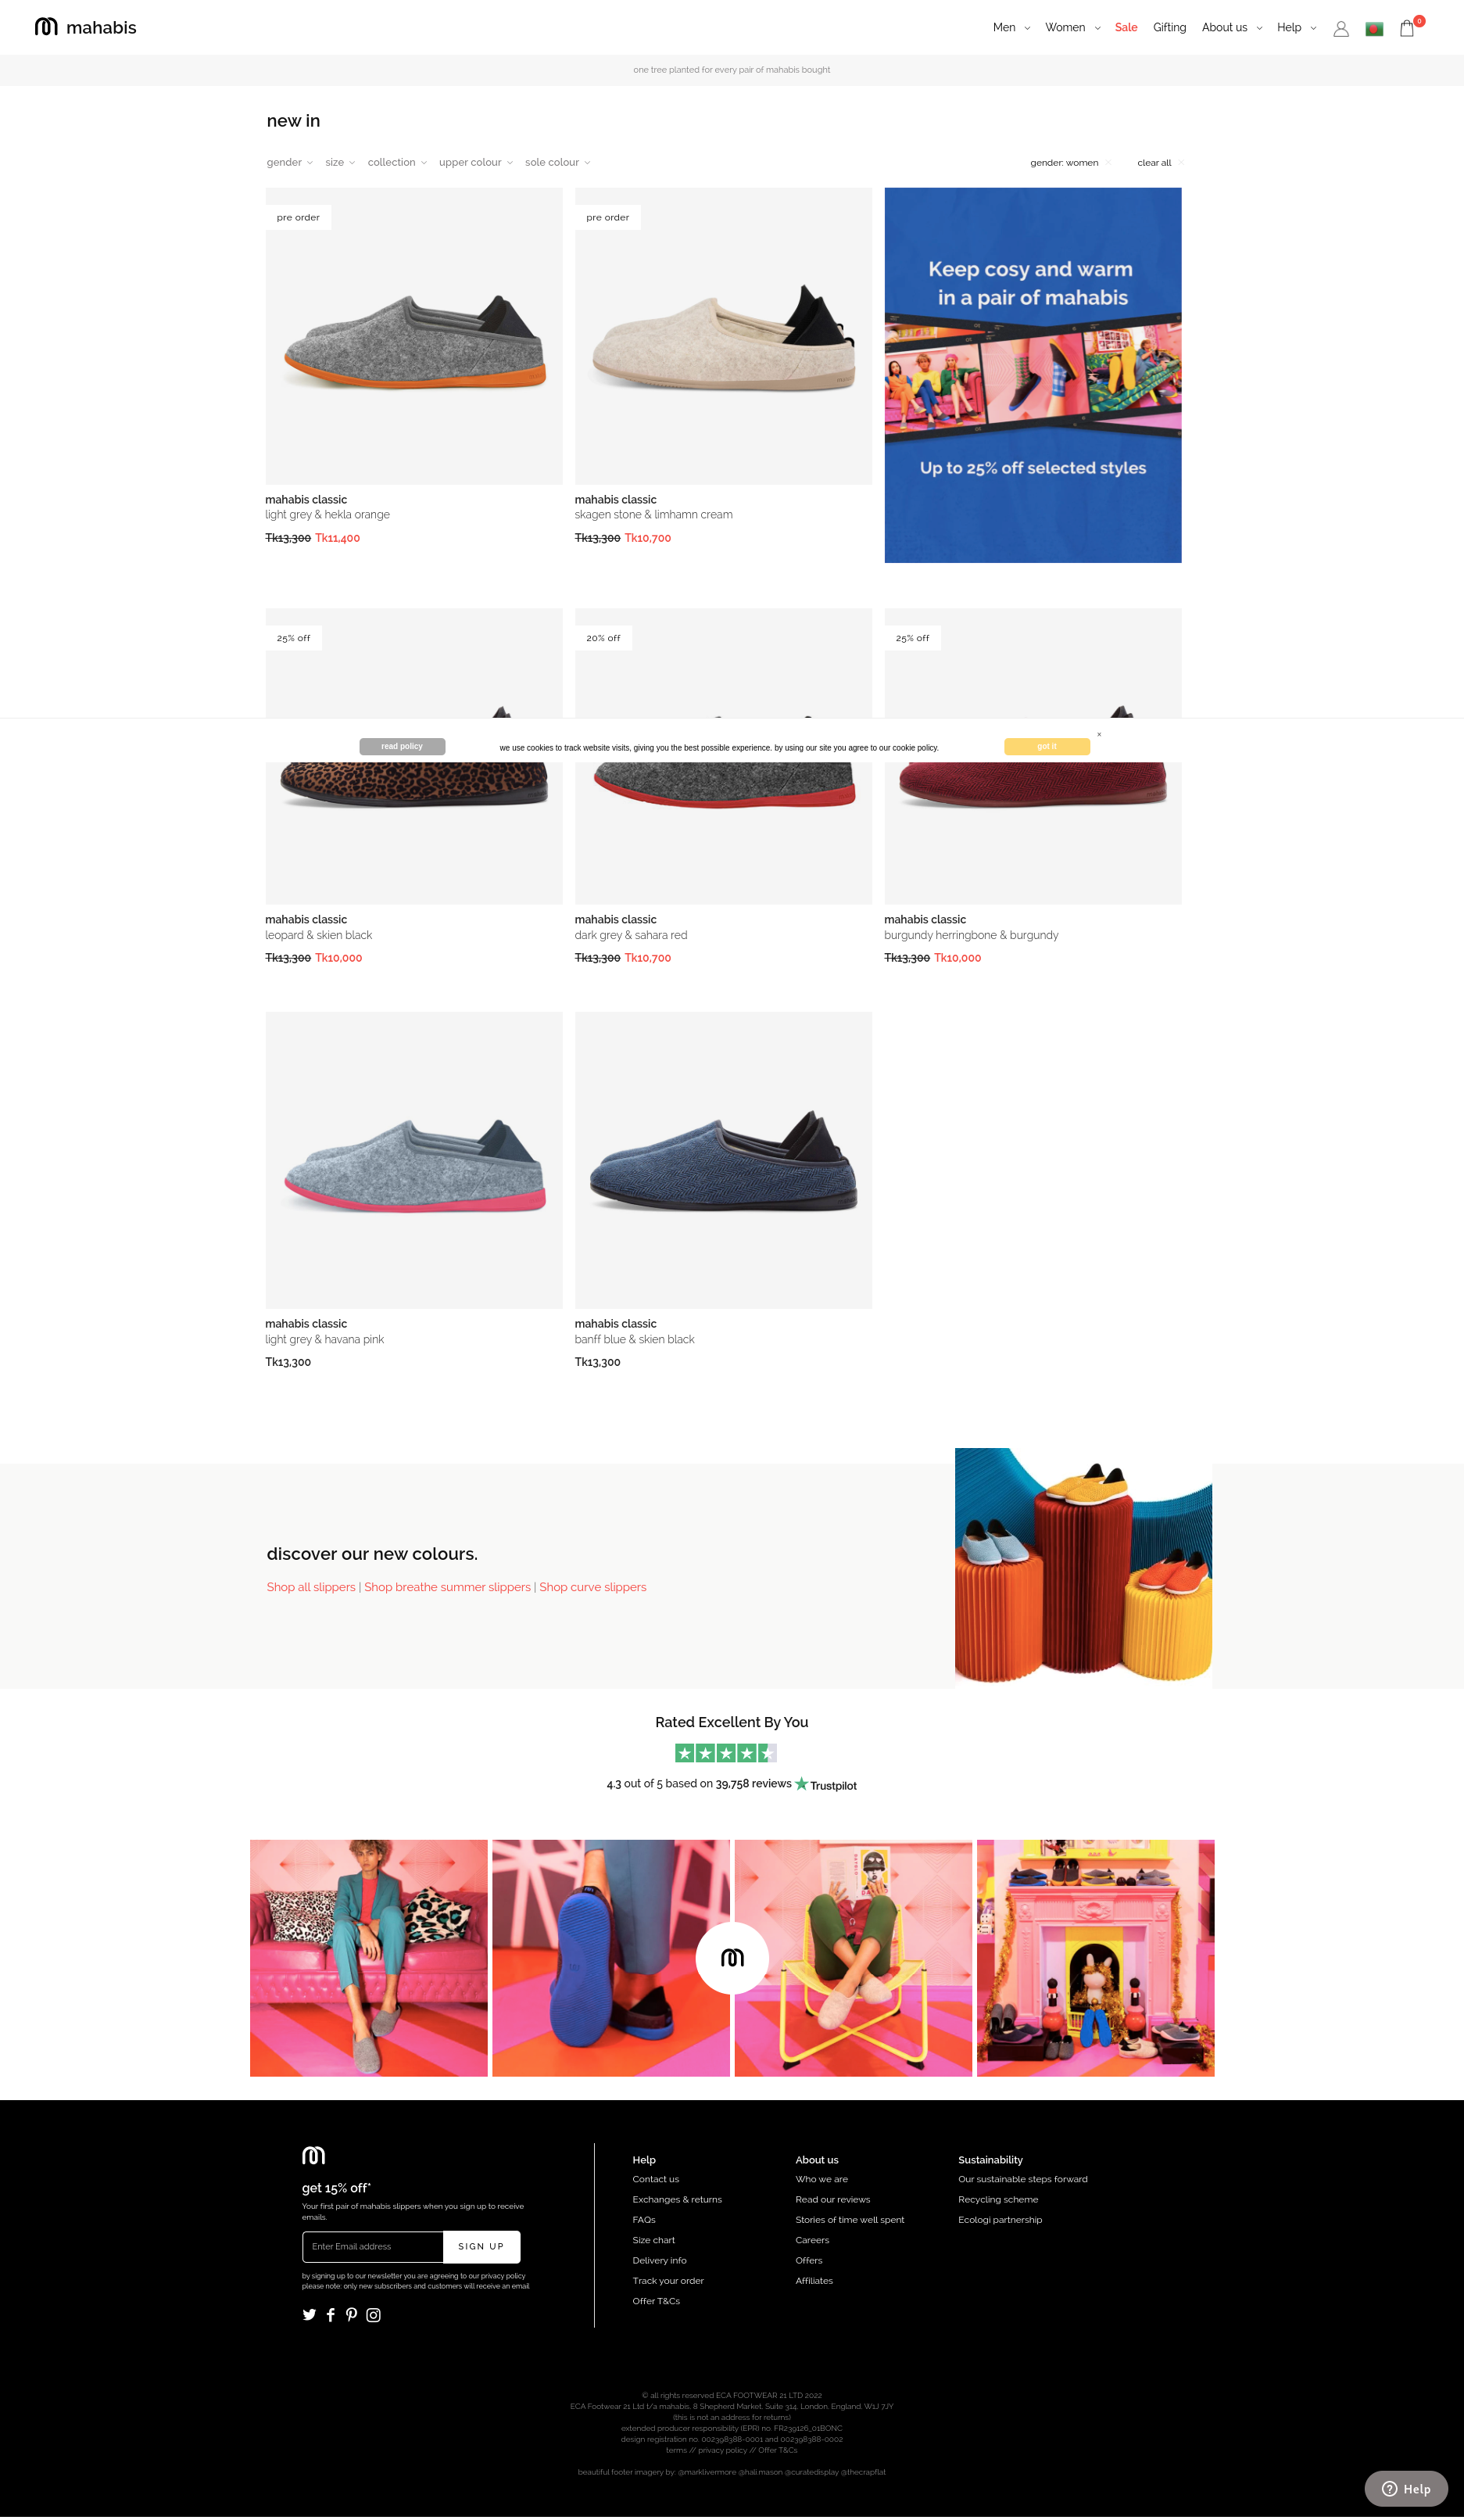 mahabis
Men
Women
Sale
Gifting
About us
Help
0
one tree planted for every pair of mahabis bought
new in
gender
size
collection
upper colour
sole colour
gender: women
clear all
pre order
pre order
Keep cosy and warm
in a pair of mahabis
Up to 25% off selected styles
mahabis classic
light grey & hekla orange
Tk13,300 Tk11,400
mahabis classic
skagen stone & limhamn cream
Tk13,300 Tk10,700
25% off
20% off
25% off
read policy
we use cookies to track website visits, giving you the best possible experience. by using our site you agree to our cookie policy.
got it
×
mahabis classic
leopard & skien black
Tk13,300 Tk10,000
mahabis classic
dark grey & sahara red
Tk13,300 Tk10,700
mahabis classic
burgundy herringbone & burgundy
Tk13,300 Tk10,000
mahabis classic
light grey & havana pink
Tk13,300
mahabis classic
banff blue & skien black
Tk13,300
discover our new colours.
Shop all slippers | Shop breathe summer slippers | Shop curve slippers
Rated Excellent By You
4.3 out of 5 based on 39,758 reviews Trustpilot
get 15% off*
Your first pair of mahabis slippers when you sign up to receive
emails.
Enter Email address
SIGN UP
by signing up to our newsletter you are agreeing to our privacy policy
please note: only new subscribers and customers will receive an email
Help
Contact us
Exchanges & returns
FAQs
Size chart
Delivery info
Track your order
Offer T&Cs
About us
Who we are
Read our reviews
Stories of time well spent
Careers
Offers
Affiliates
Sustainability
Our sustainable steps forward
Recycling scheme
Ecologi partnership
© all rights reserved ECA FOOTWEAR 21 LTD 2022
ECA Footwear 21 Ltd t/a mahabis, 8 Shepherd Market, Suite 314, London, England, W1J 7JY
(this is not an address for returns)
extended producer responsibility (EPR) no. FR239126_01BONC
design registration no. 002398388-0001 and 002398388-0002
terms // privacy policy // Offer T&Cs
beautiful footer imagery by: @marklivermore @hali.mason @curatedisplay @thecrapflat
Help